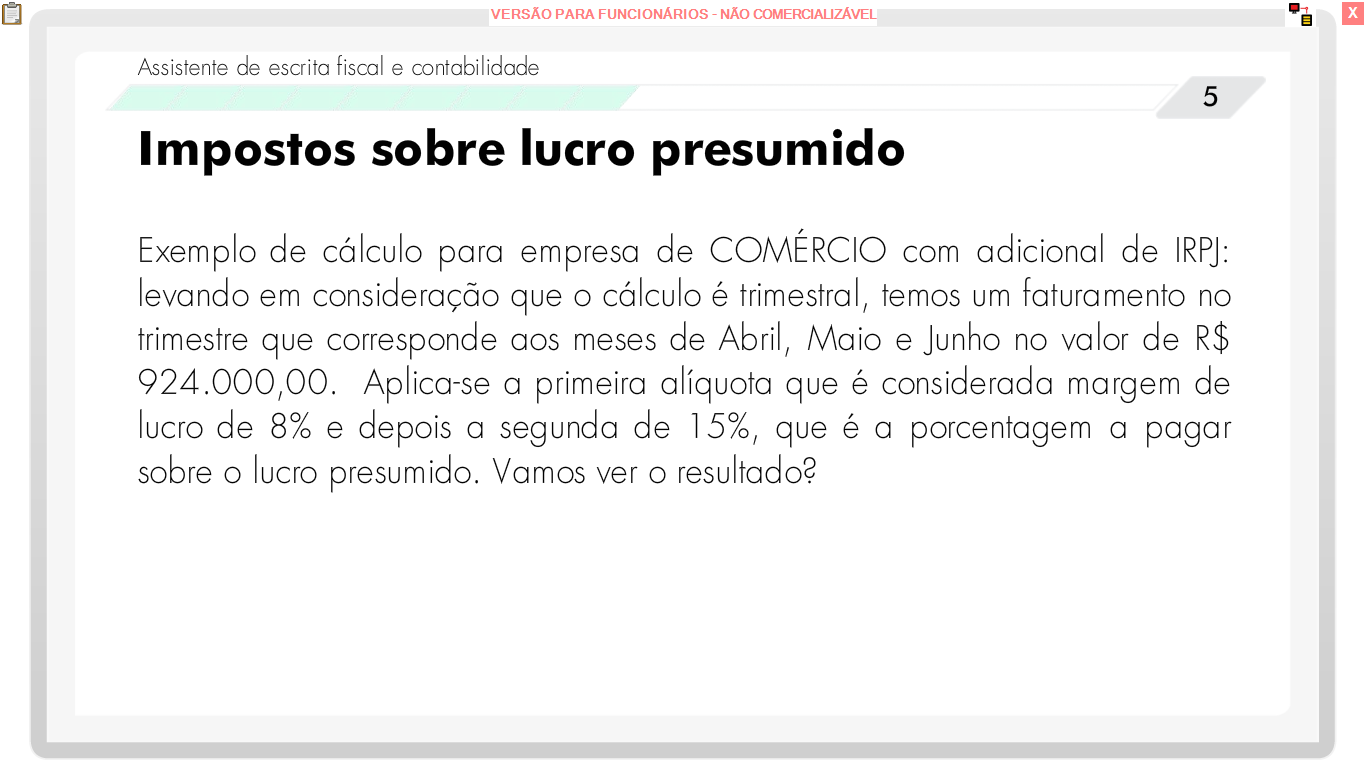 VERSÃO PARA FUNCIONÁRIOS - NÃO COMERCIALIZÁVEL
X
Assistente de escrita fiscal e contabilidade
5
Impostos sobre lucro presumido
Exemplo de cálculo para empresa de COMÉRCIO com adicional de IRPJ:
levando em consideração que o cálculo é trimestral, temos um faturamento no
trimestre que corresponde aos meses de Abril, Maio e Junho no valor de R$
924.000,00. Aplica-se a primeira alíquota que é considerada margem de
lucro de 8% e depois a segunda de 15%, que é a porcentagem a pagar
sobre o lucro presumido. Vamos ver o resultado?